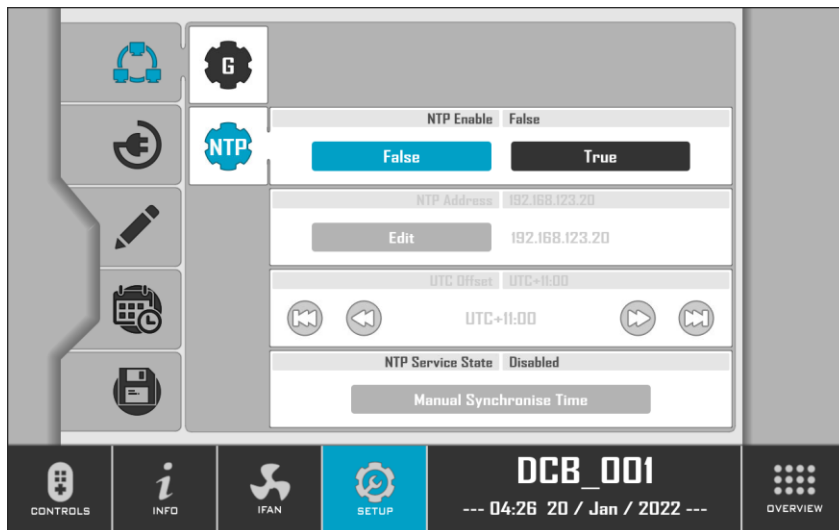 G
NTP
NTP Enable False
False True
NTP Address 192.168.123.20
Edit 192.168.123.20
UTC Offset UTC+11:00
UTC+11:00
NTP Service State Disabled
Manual Synchronise Time
CONTROLS
INFO
IFAN
SETUP
DCB_001
--- 04:26 20 / Jan / 2022 ---
OVERVIEW